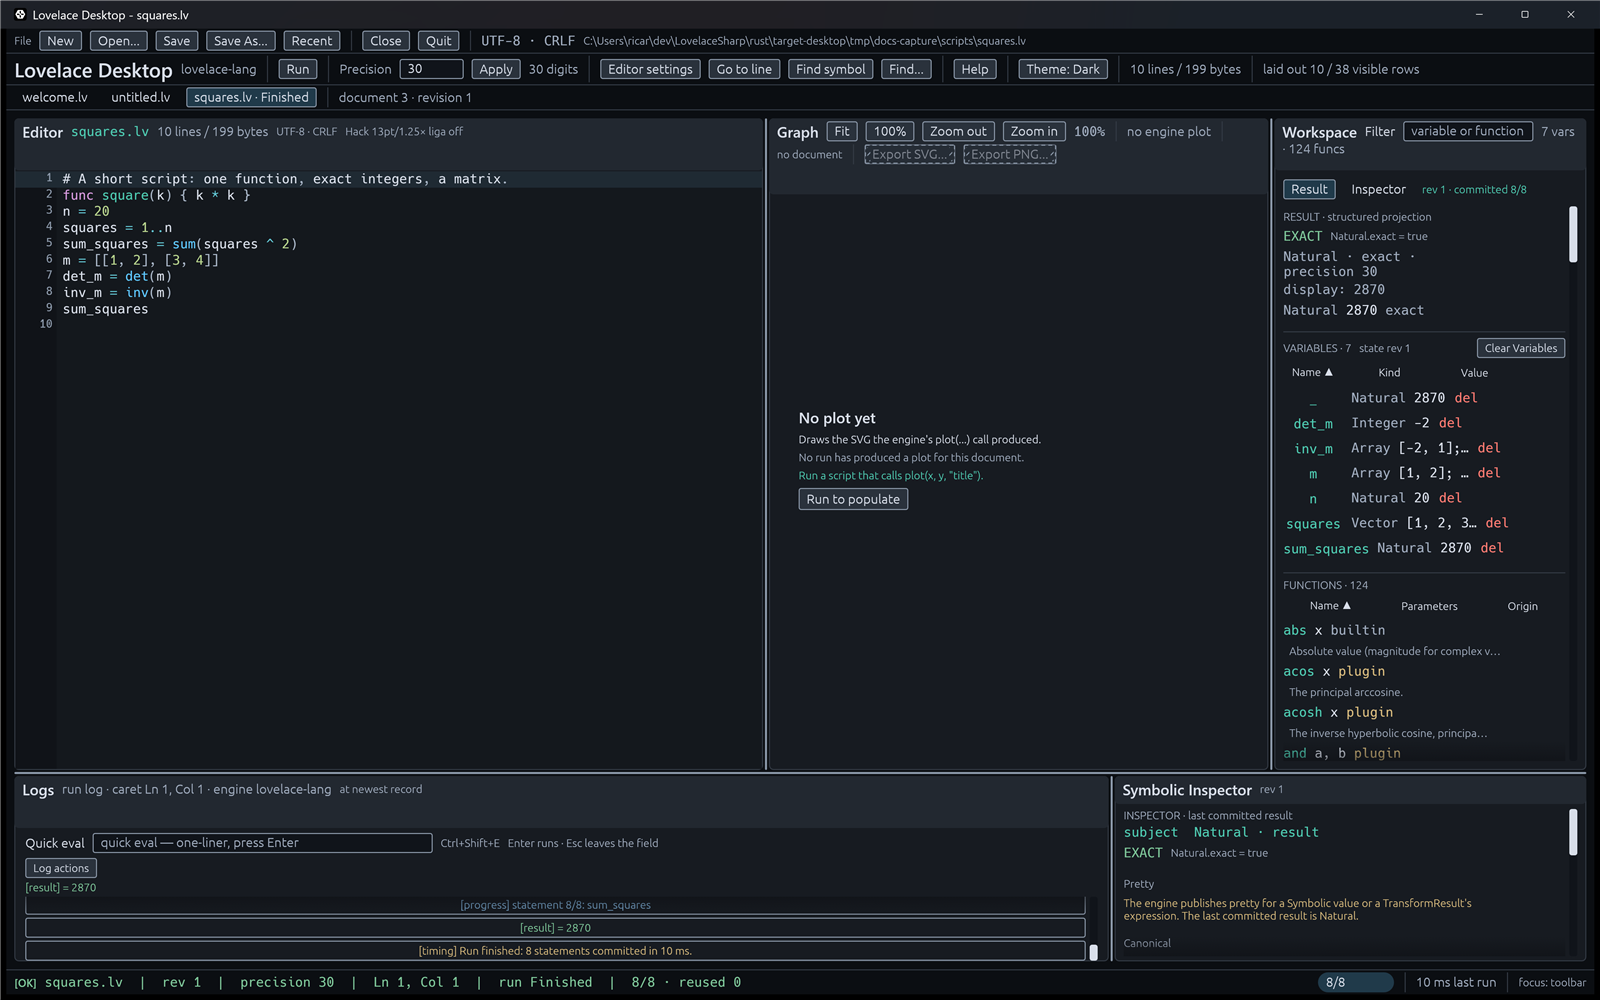 Lovelace Desktop - squares.lv
File New Open... Save Save As... Recent Close Quit UTF-8 · CRLF C:\Users\ricar\dev\LovelaceSharp\rust\target-desktop\tmp\docs-capture\scripts\squares.lv
Lovelace Desktop lovelace-lang Run Precision 30 Apply 30 digits Editor settings Go to line Find symbol Find... Help Theme: Dark 10 lines / 199 bytes laid out 10 / 38 visible rows
welcome.lv untitled.lv squares.lv · Finished document 3 · revision 1
Editor squares.lv 10 lines / 199 bytes UTF-8 · CRLF Hack 13pt/1.25× liga off
1 # A short script: one function, exact integers, a matrix.
2 func square(k) { k * k }
3 n = 20
4 squares = 1..n
5 sum_squares = sum(squares ^ 2)
6 m = [[1, 2], [3, 4]]
7 det_m = det(m)
8 inv_m = inv(m)
9 sum_squares
10
Graph Fit 100% Zoom out Zoom in 100% no engine plot
no document Export SVG... Export PNG...
No plot yet
Draws the SVG the engine's plot(...) call produced.
No run has produced a plot for this document.
Run a script that calls plot(x, y, "title").
Run to populate
Workspace Filter variable or function 7 vars
· 124 funcs
Result Inspector rev 1 · committed 8/8
RESULT · structured projection
EXACT Natural.exact = true
Natural · exact ·
precision 30
display: 2870
Natural 2870 exact
VARIABLES · 7 state rev 1 Clear Variables
Name ▲ Kind Value
_ Natural 2870 del
det_m Integer -2 del
inv_m Array [-2, 1];… del
m Array [1, 2]; … del
n Natural 20 del
squares Vector [1, 2, 3… del
sum_squares Natural 2870 del
FUNCTIONS · 124
Name ▲ Parameters Origin
abs x builtin
Absolute value (magnitude for complex v…
acos x plugin
The principal arccosine.
acosh x plugin
The inverse hyperbolic cosine, principa…
and a, b plugin
Logs run log · caret Ln 1, Col 1 · engine lovelace-lang at newest record
Quick eval quick eval — one-liner, press Enter Ctrl+Shift+E Enter runs · Esc leaves the field
Log actions
[result] = 2870
[progress] statement 8/8: sum_squares
[result] = 2870
[timing] Run finished: 8 statements committed in 10 ms.
Symbolic Inspector rev 1
INSPECTOR · last committed result
subject Natural · result
EXACT Natural.exact = true
Pretty
The engine publishes pretty for a Symbolic value or a TransformResult's
expression. The last committed result is Natural.
Canonical
[OK] squares.lv | rev 1 | precision 30 | Ln 1, Col 1 | run Finished | 8/8 · reused 0 8/8 10 ms last run focus: toolbar